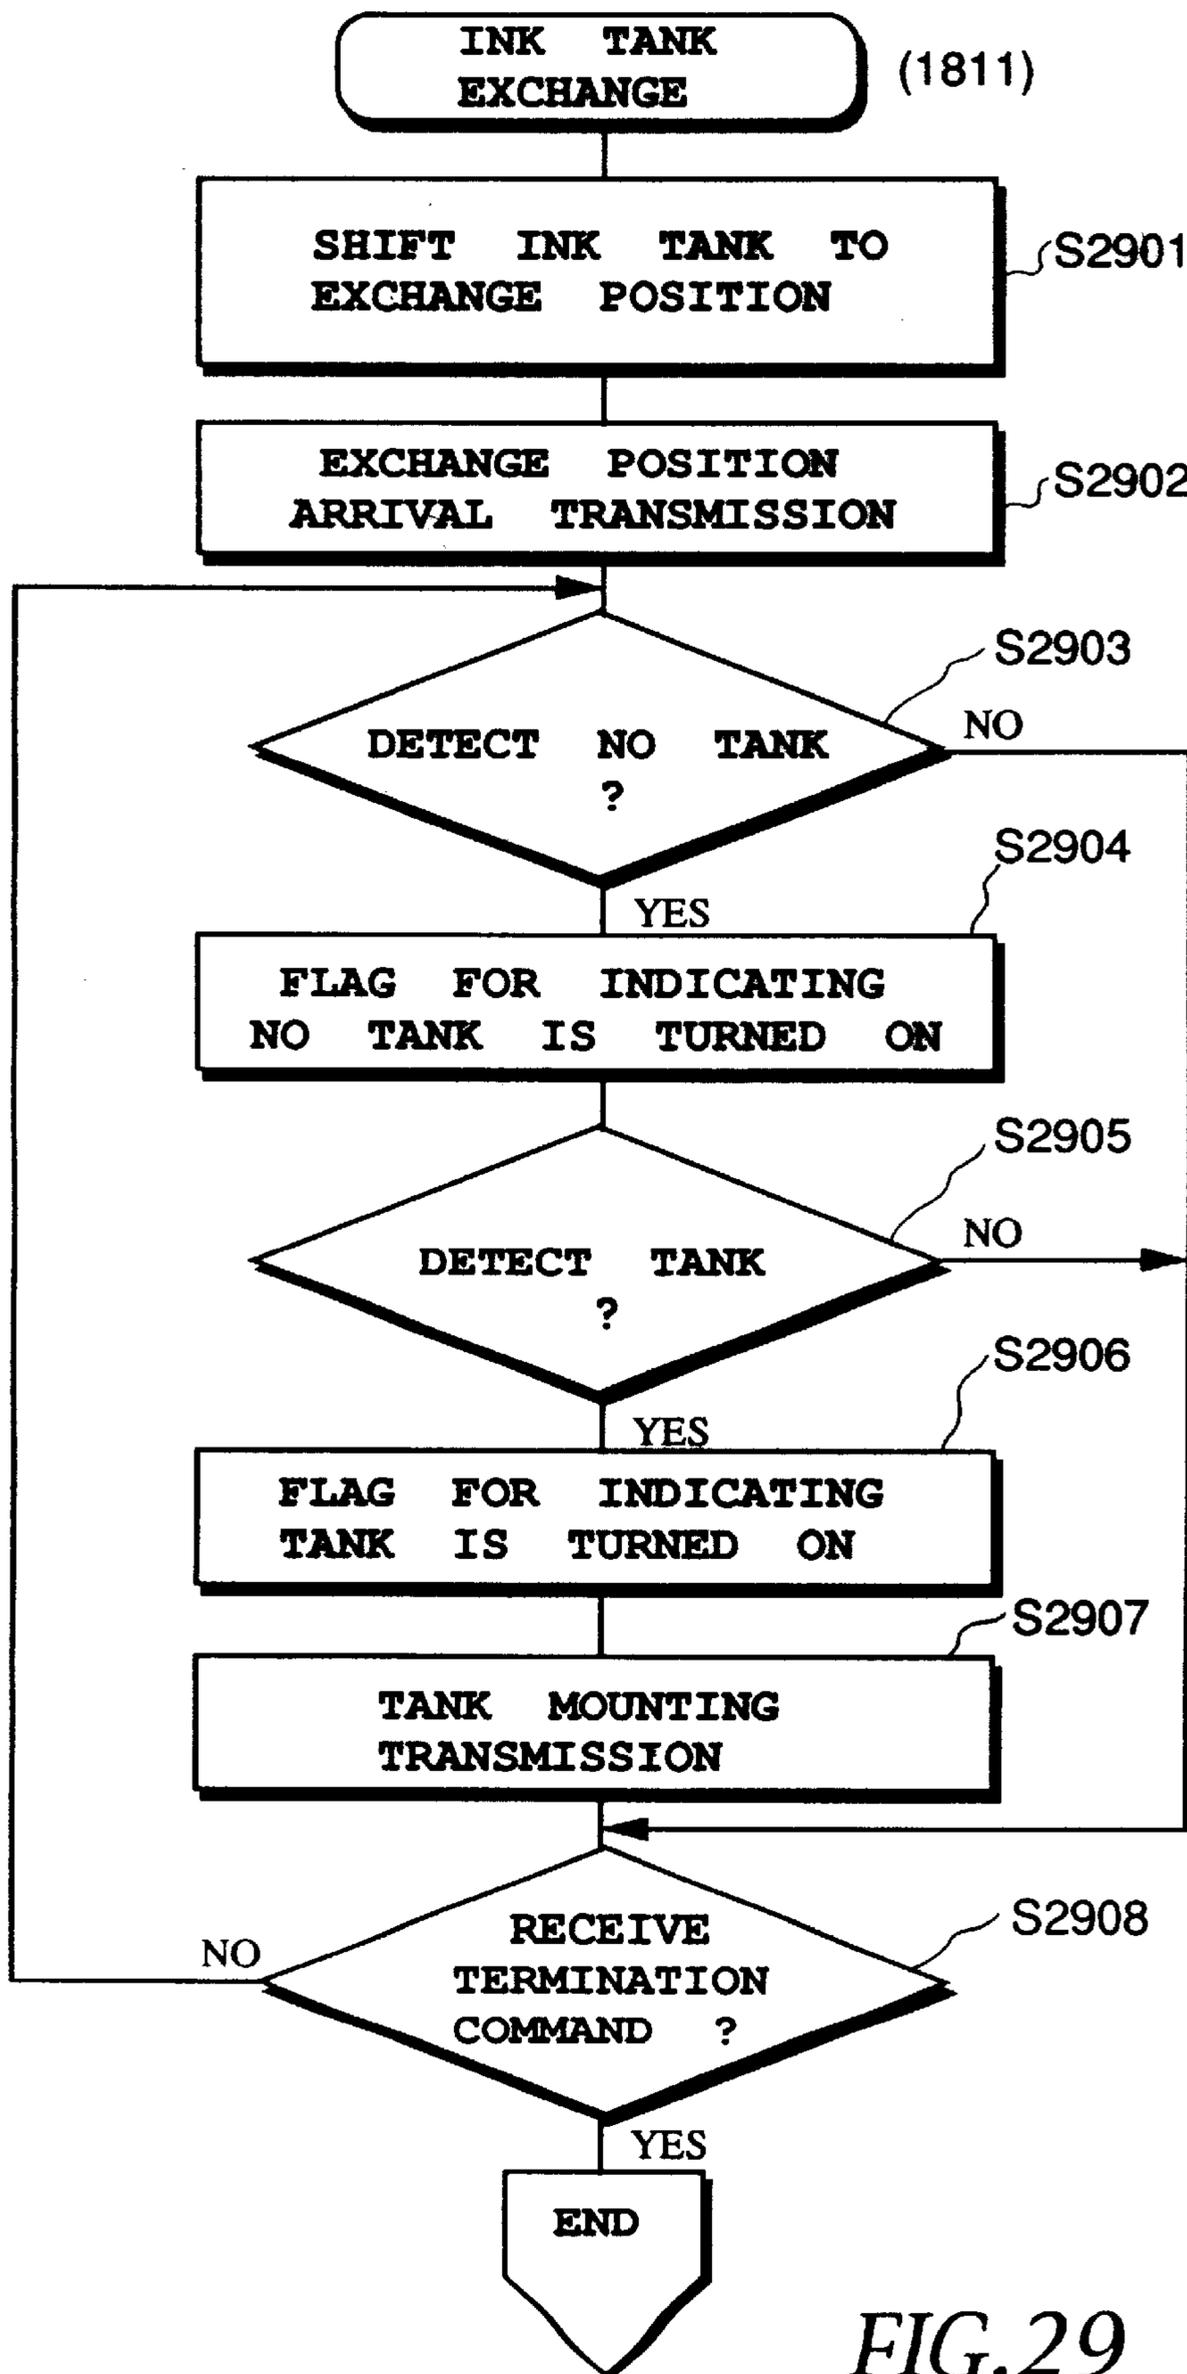 INK TANK
EXCHANGE
(1811)
SHIFT INK TANK TO
EXCHANGE POSITION
S2901
EXCHANGE POSITION
ARRIVAL TRANSMISSION
S2902
S2903
DETECT NO TANK
?
NO
YES
S2904
FLAG FOR INDICATING
NO TANK IS TURNED ON
S2905
DETECT TANK
?
NO
YES
S2906
FLAG FOR INDICATING
TANK IS TURNED ON
S2907
TANK MOUNTING
TRANSMISSION
S2908
RECEIVE
TERMINATION
COMMAND ?
NO
YES
END
FIG.29